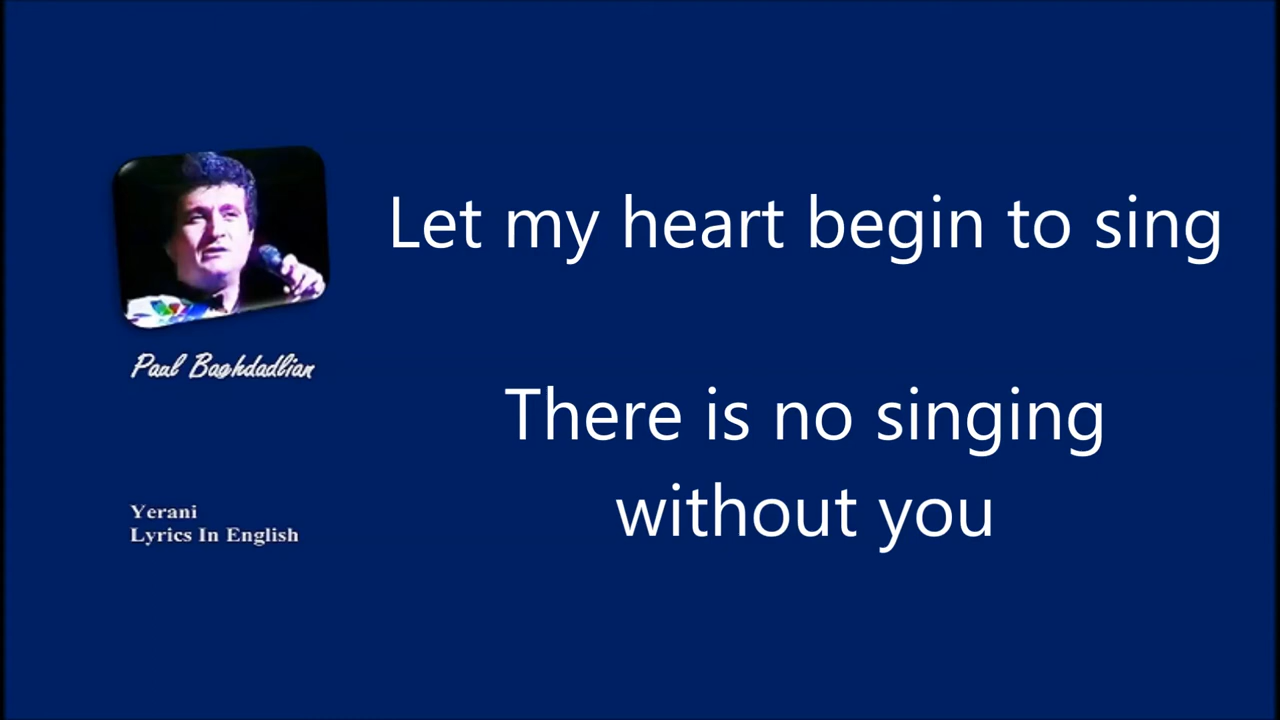 Let my heart begin to sing
There is no singing
without you
Paul Baghdadlian
Yerani
Lyrics In English